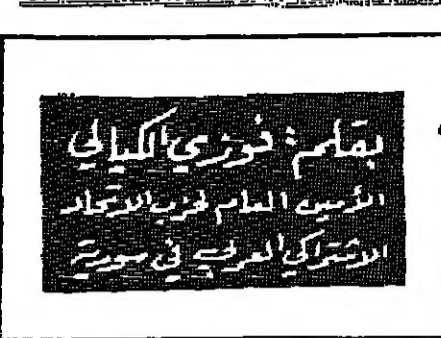 بقلم: فوزي الكيالي
الأمين العام لحزب الاتحاد
الاشتراكي العربي في سورية